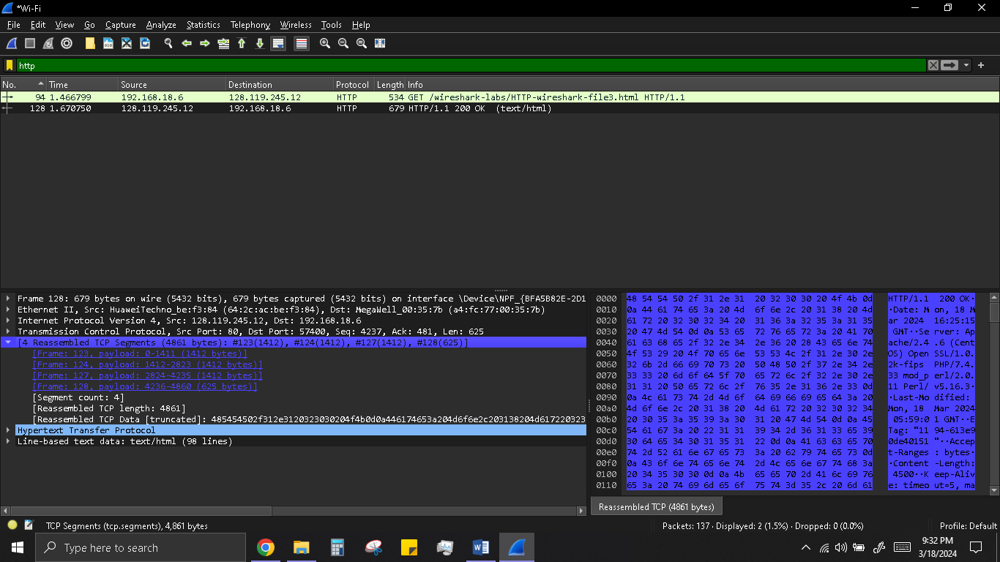 *Wi-Fi
File Edit View Go Capture Analyze Statistics Telephony Wireless Tools Help
http
No. Time Source Destination Protocol Length Info
94 1.466799 192.168.18.6 128.119.245.12 HTTP 534 GET /wireshark-labs/HTTP-wireshark-file3.html HTTP/1.1
128 1.670750 128.119.245.12 192.168.18.6 HTTP 679 HTTP/1.1 200 OK (text/html)
Frame 128: 679 bytes on wire (5432 bits), 679 bytes captured (5432 bits) on interface \Device\NPF_{BFA5B82E-2D1
Ethernet II, Src: HuaweiTechno_be:f3:84 (64:2c:ac:be:f3:84), Dst: MegaWell_00:35:7b (a4:fc:77:00:35:7b)
Internet Protocol Version 4, Src: 128.119.245.12, Dst: 192.168.18.6
Transmission Control Protocol, Src Port: 80, Dst Port: 57400, Seq: 4237, Ack: 481, Len: 625
[4 Reassembled TCP Segments (4861 bytes): #123(1412), #124(1412), #127(1412), #128(625)]
[Frame: 123, payload: 0-1411 (1412 bytes)]
[Frame: 124, payload: 1412-2823 (1412 bytes)]
[Frame: 127, payload: 2824-4235 (1412 bytes)]
[Frame: 128, payload: 4236-4860 (625 bytes)]
[Segment count: 4]
[Reassembled TCP length: 4861]
[Reassembled TCP Data [truncated]: 485454502f312e3120323030204f4b0d0a446174653a204d6f6e2c203138204d617220323
Hypertext Transfer Protocol
Line-based text data: text/html (98 lines)
0000 48 54 54 50 2f 31 2e 31 20 32 30 30 20 4f 4b 0d HTTP/1.1 200 OK·
0010 0a 44 61 74 65 3a 20 4d 6f 6e 2c 20 31 38 20 4d ·Date: M on, 18 M
0020 61 72 20 32 30 32 34 20 31 36 3a 32 35 3a 31 35 ar 2024 16:25:15
0030 20 47 4d 54 0d 0a 53 65 72 76 65 72 3a 20 41 70 GMT··Se rver: Ap
0040 61 63 68 65 2f 32 2e 34 2e 36 20 28 43 65 6e 74 ache/2.4 .6 (Cent
0050 4f 53 29 20 4f 70 65 6e 53 53 4c 2f 31 2e 30 2e OS) Open SSL/1.0.
0060 32 6b 2d 66 69 70 73 20 50 48 50 2f 37 2e 34 2e 2k-fips PHP/7.4.
0070 33 33 20 6d 6f 64 5f 70 65 72 6c 2f 32 2e 30 2e 33 mod_p erl/2.0.
0080 31 31 20 50 65 72 6c 2f 76 35 2e 31 36 2e 33 0d 11 Perl/ v5.16.3·
0090 0a 4c 61 73 74 2d 4d 6f 64 69 66 69 65 64 3a 20 ·Last-Mo dified:
00a0 4d 6f 6e 2c 20 31 38 20 4d 61 72 20 32 30 32 34 Mon, 18 Mar 2024
00b0 20 30 35 3a 35 39 3a 30 31 20 47 4d 54 0d 0a 45 05:59:0 1 GMT··E
00c0 54 61 67 3a 20 22 31 31 39 34 2d 36 31 33 65 39 Tag: "11 94-613e9
00d0 30 64 65 34 30 31 35 31 22 0d 0a 41 63 63 65 70 0de40151 "··Accep
00e0 74 2d 52 61 6e 67 65 73 3a 20 62 79 74 65 73 0d t-Ranges : bytes·
00f0 0a 43 6f 6e 74 65 6e 74 2d 4c 65 6e 67 74 68 3a ·Content -Length:
0100 20 34 35 30 30 0d 0a 4b 65 65 70 2d 41 6c 69 76 4500··K eep-Aliv
0110 65 3a 20 74 69 6d 65 6f 75 74 3d 35 2c 20 6d 61 e: timeo ut=5, ma
Reassembled TCP (4861 bytes)
TCP Segments (tcp.segments), 4,861 bytes
Packets: 137 · Displayed: 2 (1.5%) · Dropped: 0 (0.0%)
Profile: Default
Type here to search
9:32 PM
3/18/2024